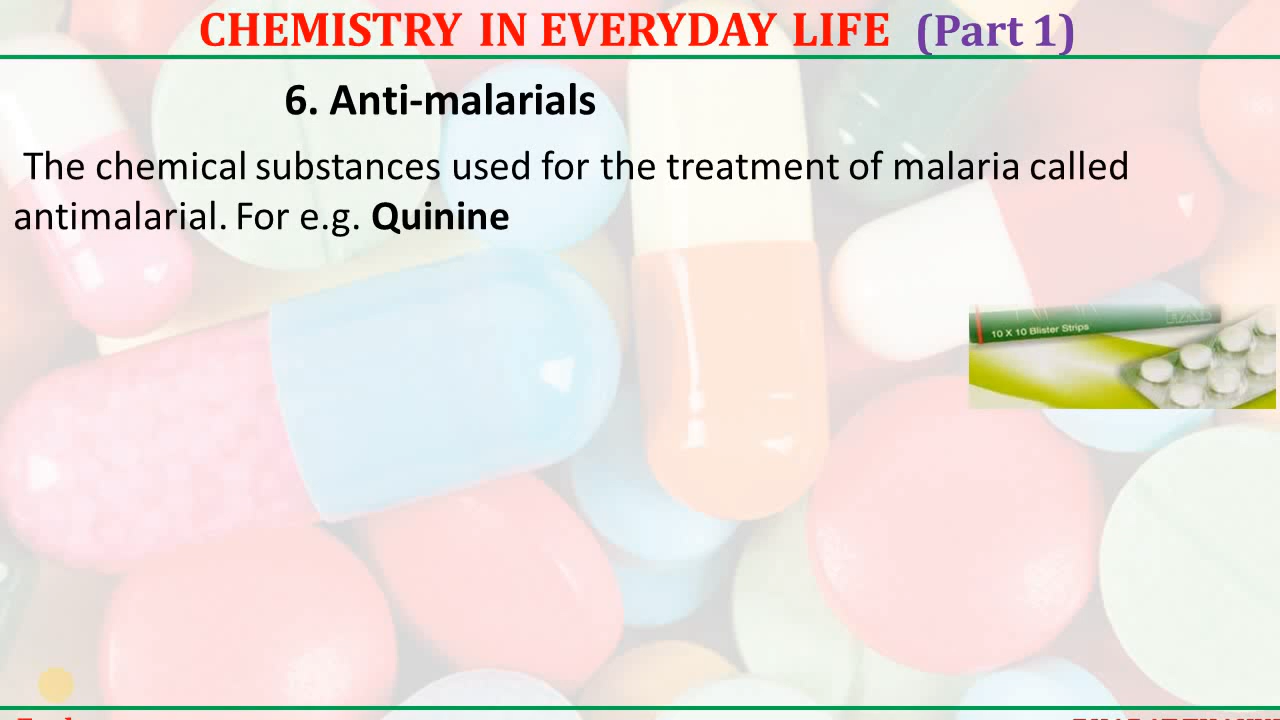 CHEMISTRY IN EVERYDAY LIFE (Part 1)
6. Anti-malarials
The chemical substances used for the treatment of malaria called
antimalarial. For e.g. Quinine
10 X 10 Blister Strips